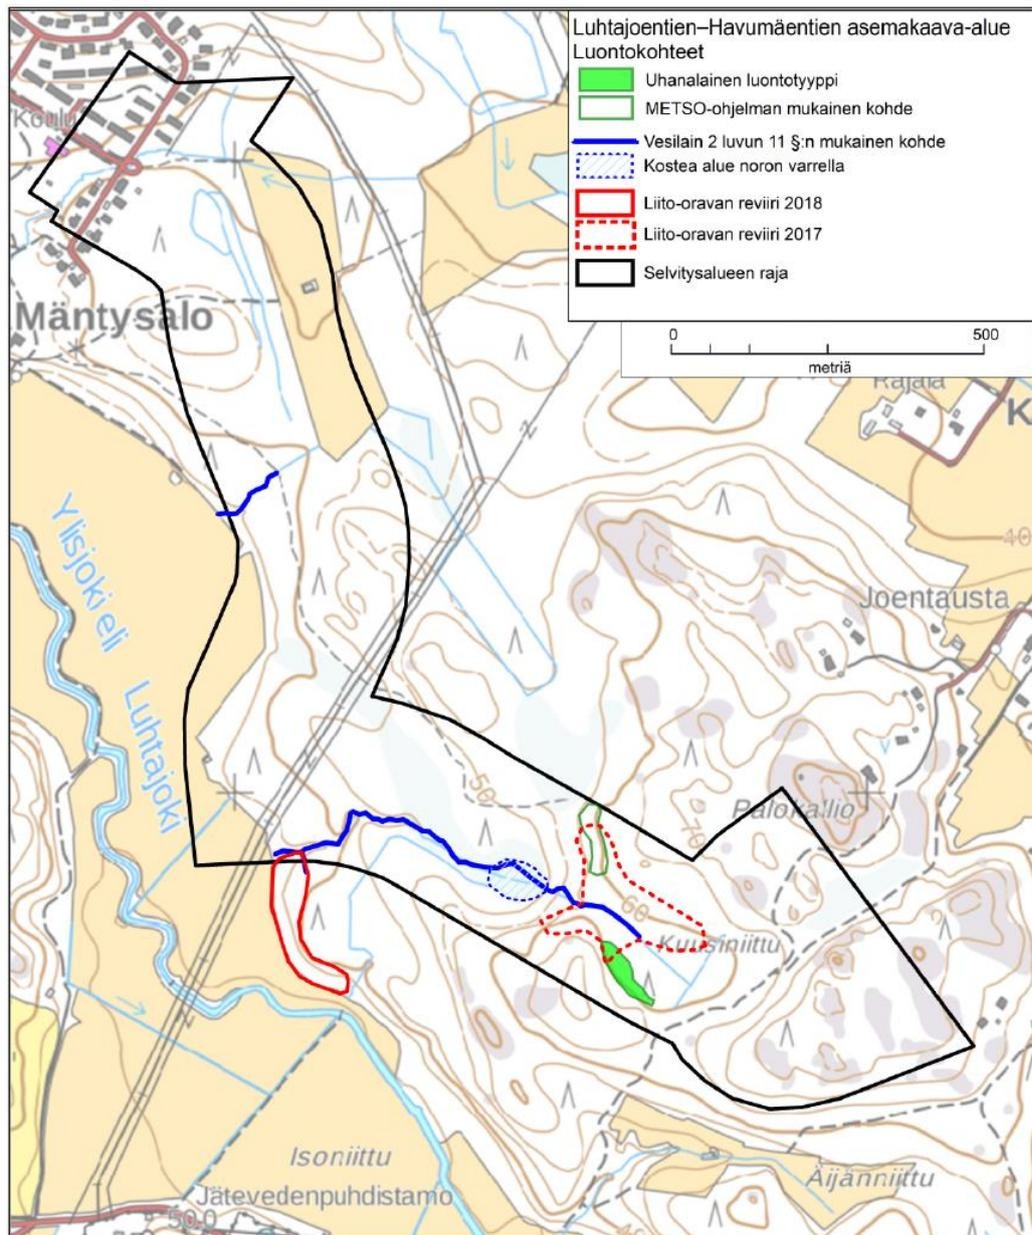 Luhtajoentien–Havumäentien asemakaava-alue
Luontokohteet
Uhanalainen luontotyyppi
METSO-ohjelman mukainen kohde
Vesilain 2 luvun 11 §:n mukainen kohde
Kostea alue noron varrella
Liito-oravan reviiri 2018
Liito-oravan reviiri 2017
Selvitysalueen raja
0 500
metriä
Koulu
Mäntysalo
Rajala
K
40
Ylisjoki eli
Luhtajoki
Joentausta
50
Palokallio
70
60
Kuusiniittu
Isoniittu
Jätevedenpuhdistamo
50.0
Äijänniittu